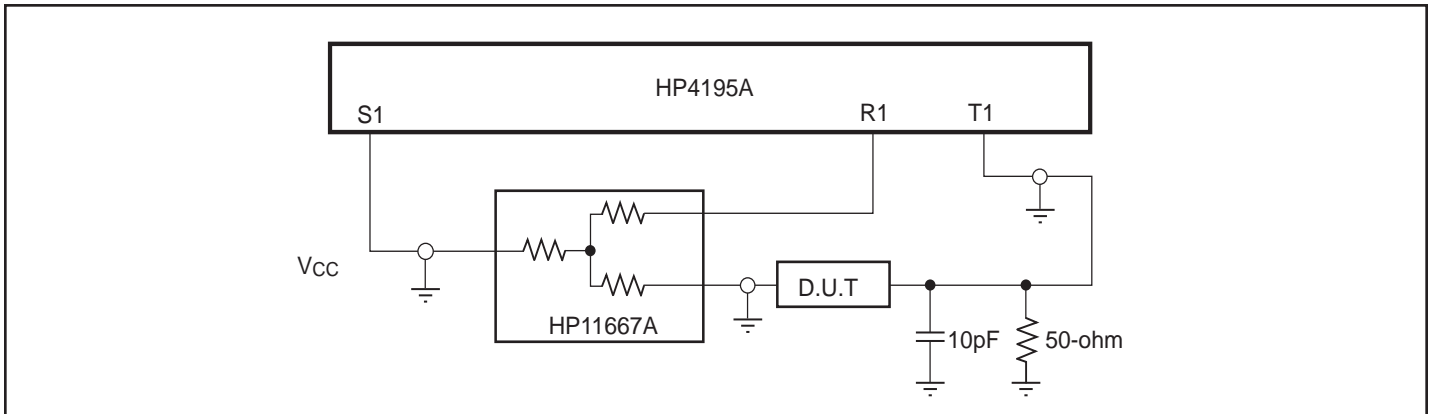 HP4195A
S1
R1
T1
VCC
HP11667A
D.U.T
10pF
50-ohm